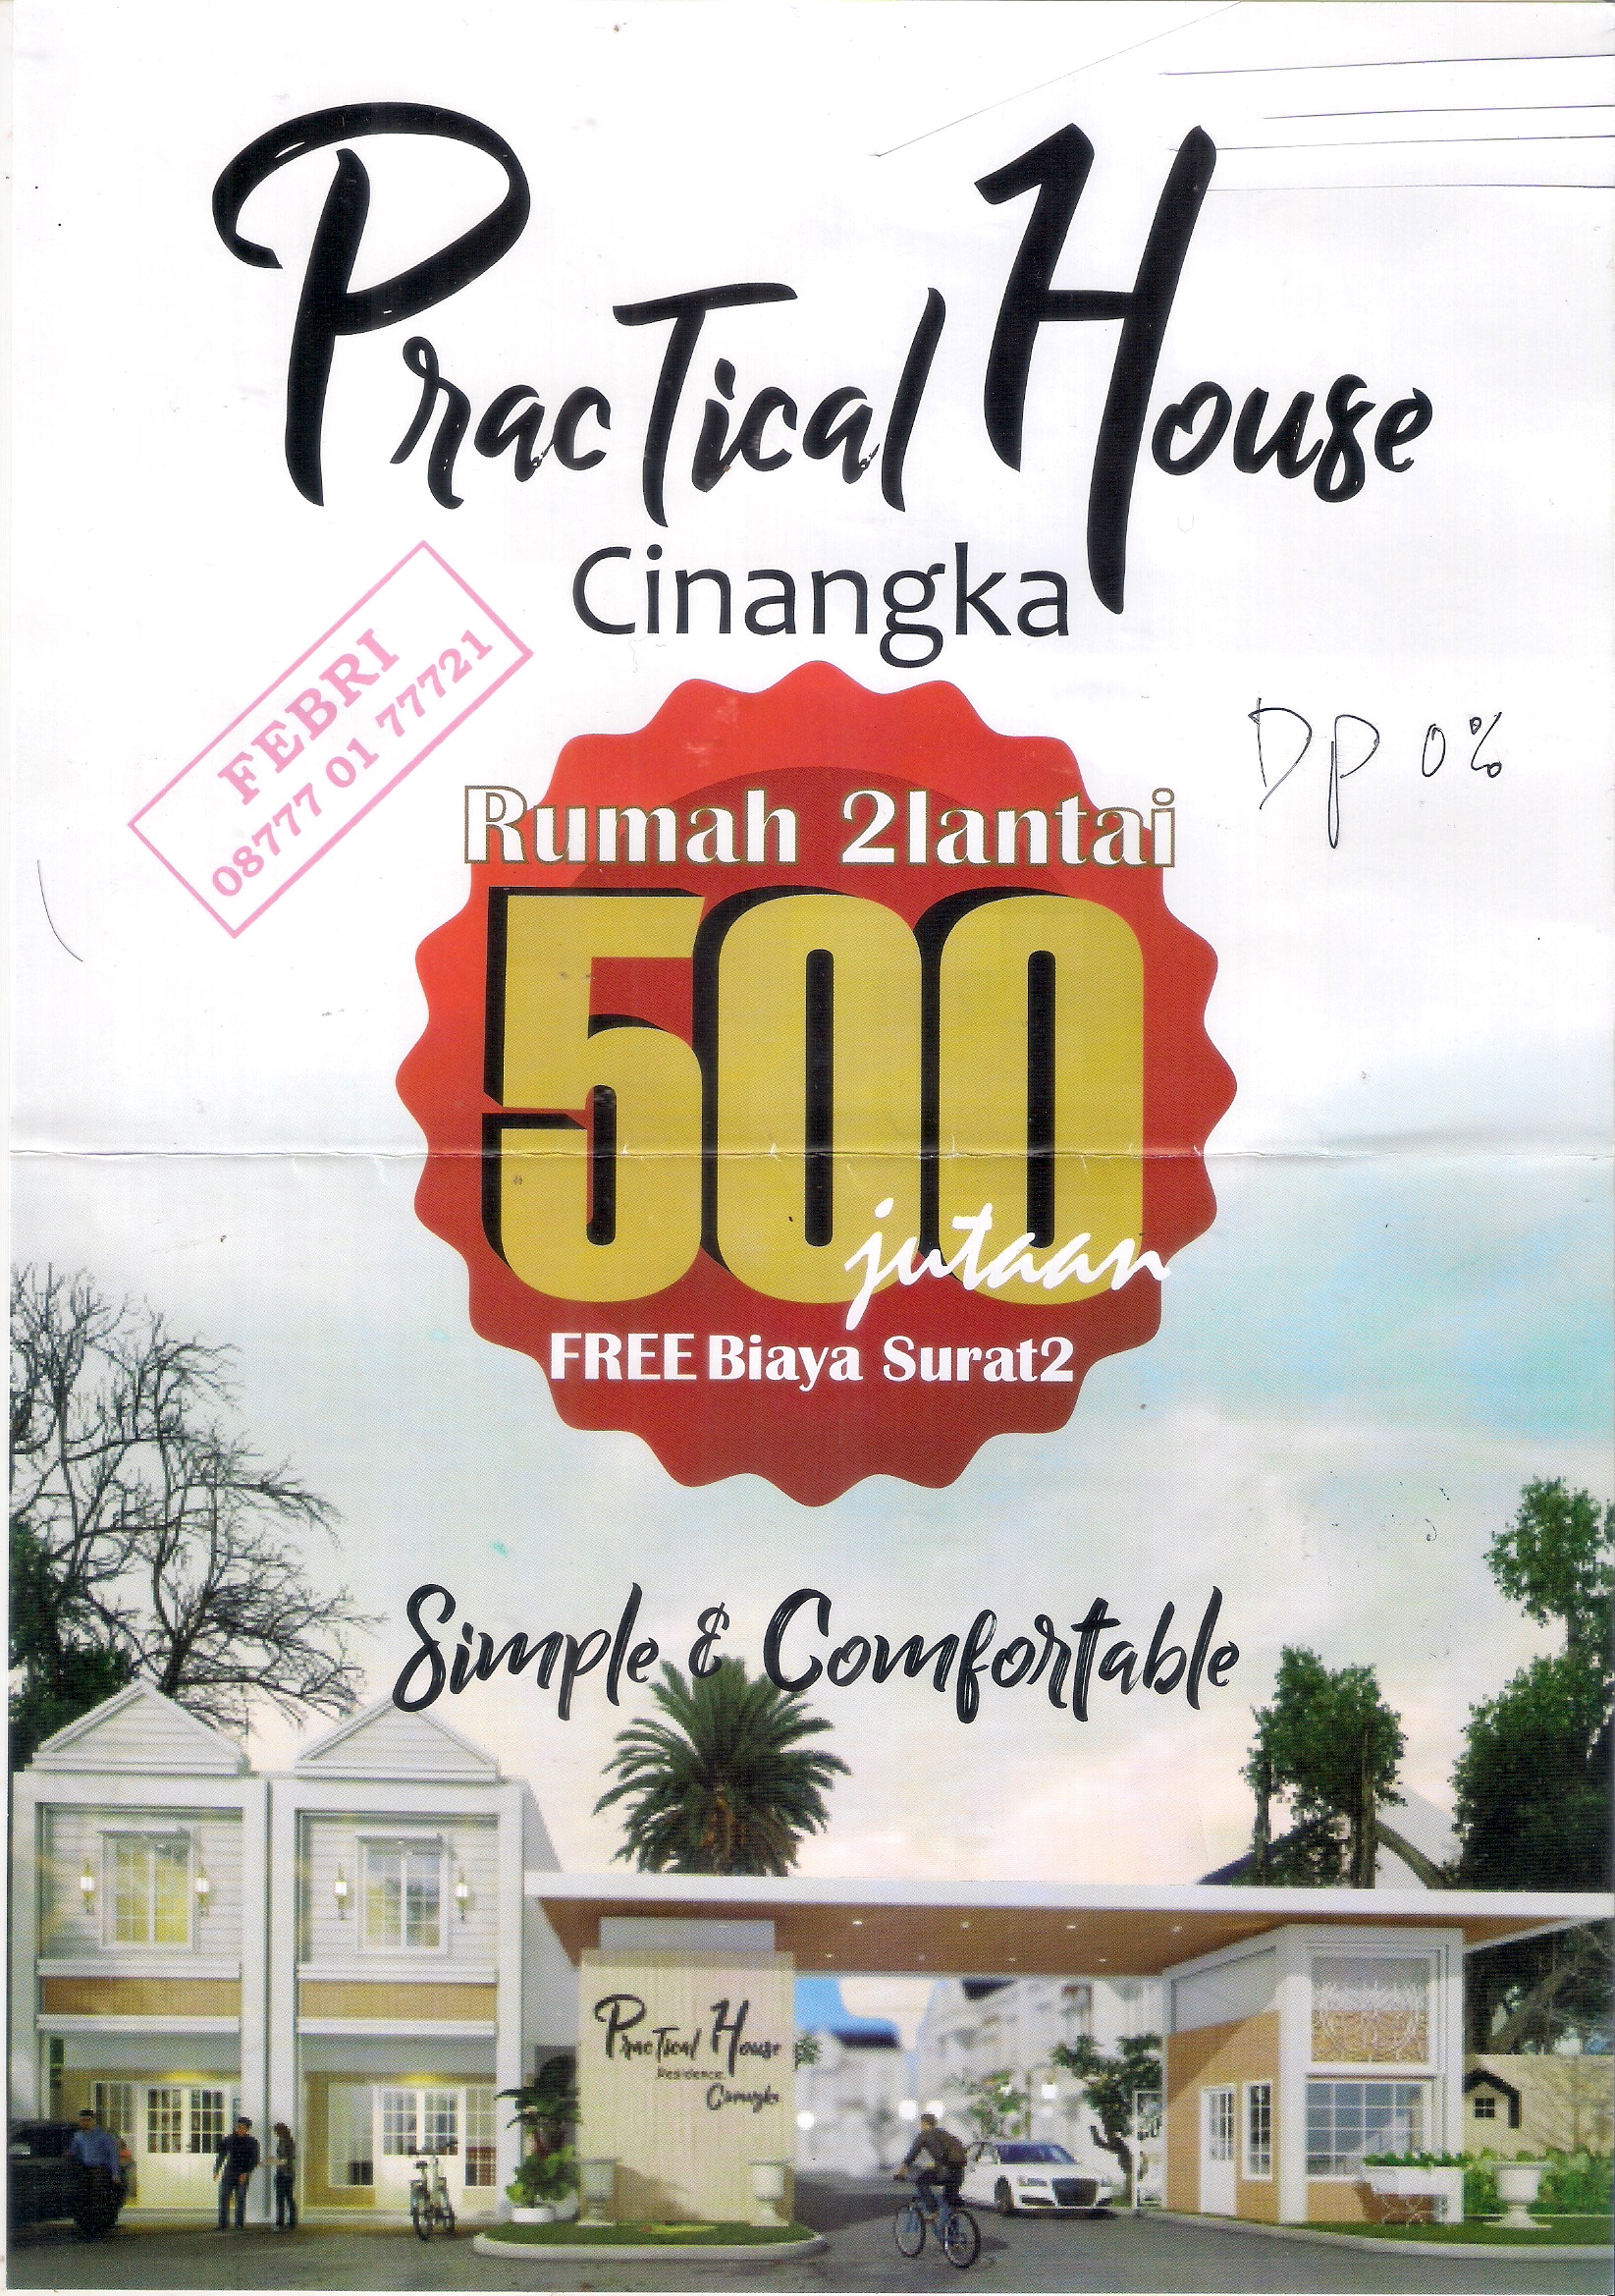 PracTical House
Cinangka
FEBRI
08777 01 77721
DP 0%
Rumah 2lantai
500
jutaan
FREE Biaya Surat2
Simple & Comfortable
PracTical House
Residence
Cinangka